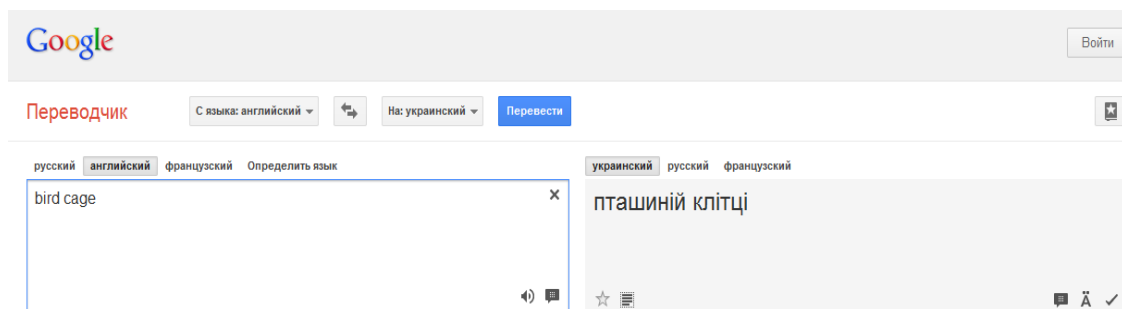 Google
Войти
Переводчик С языка: английский На: украинский Перевести
русский английский французский Определить язык
украинский русский французский
bird cage
пташиній клітці
Ä